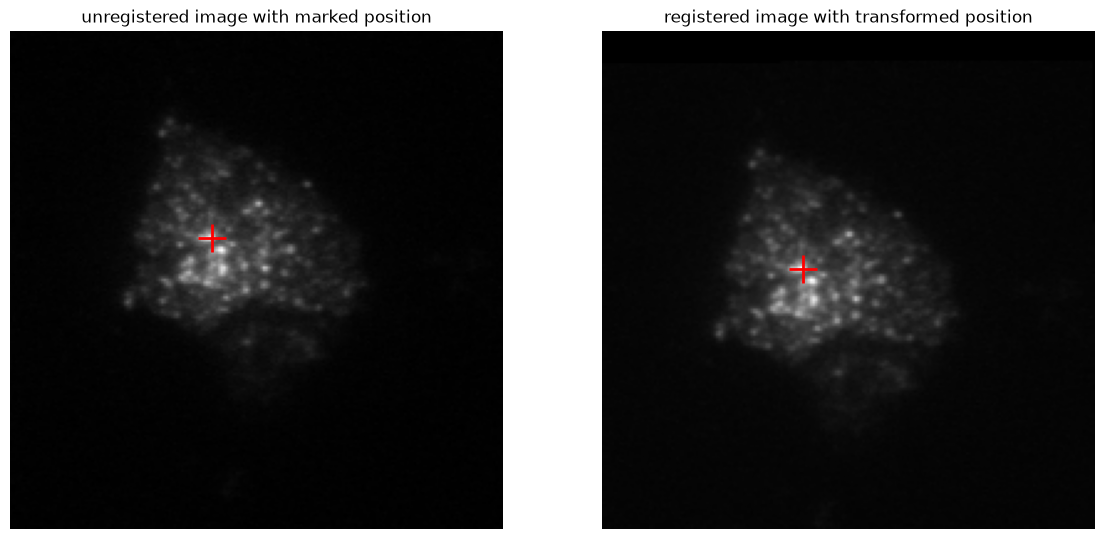 unregistered image with marked position
registered image with transformed position